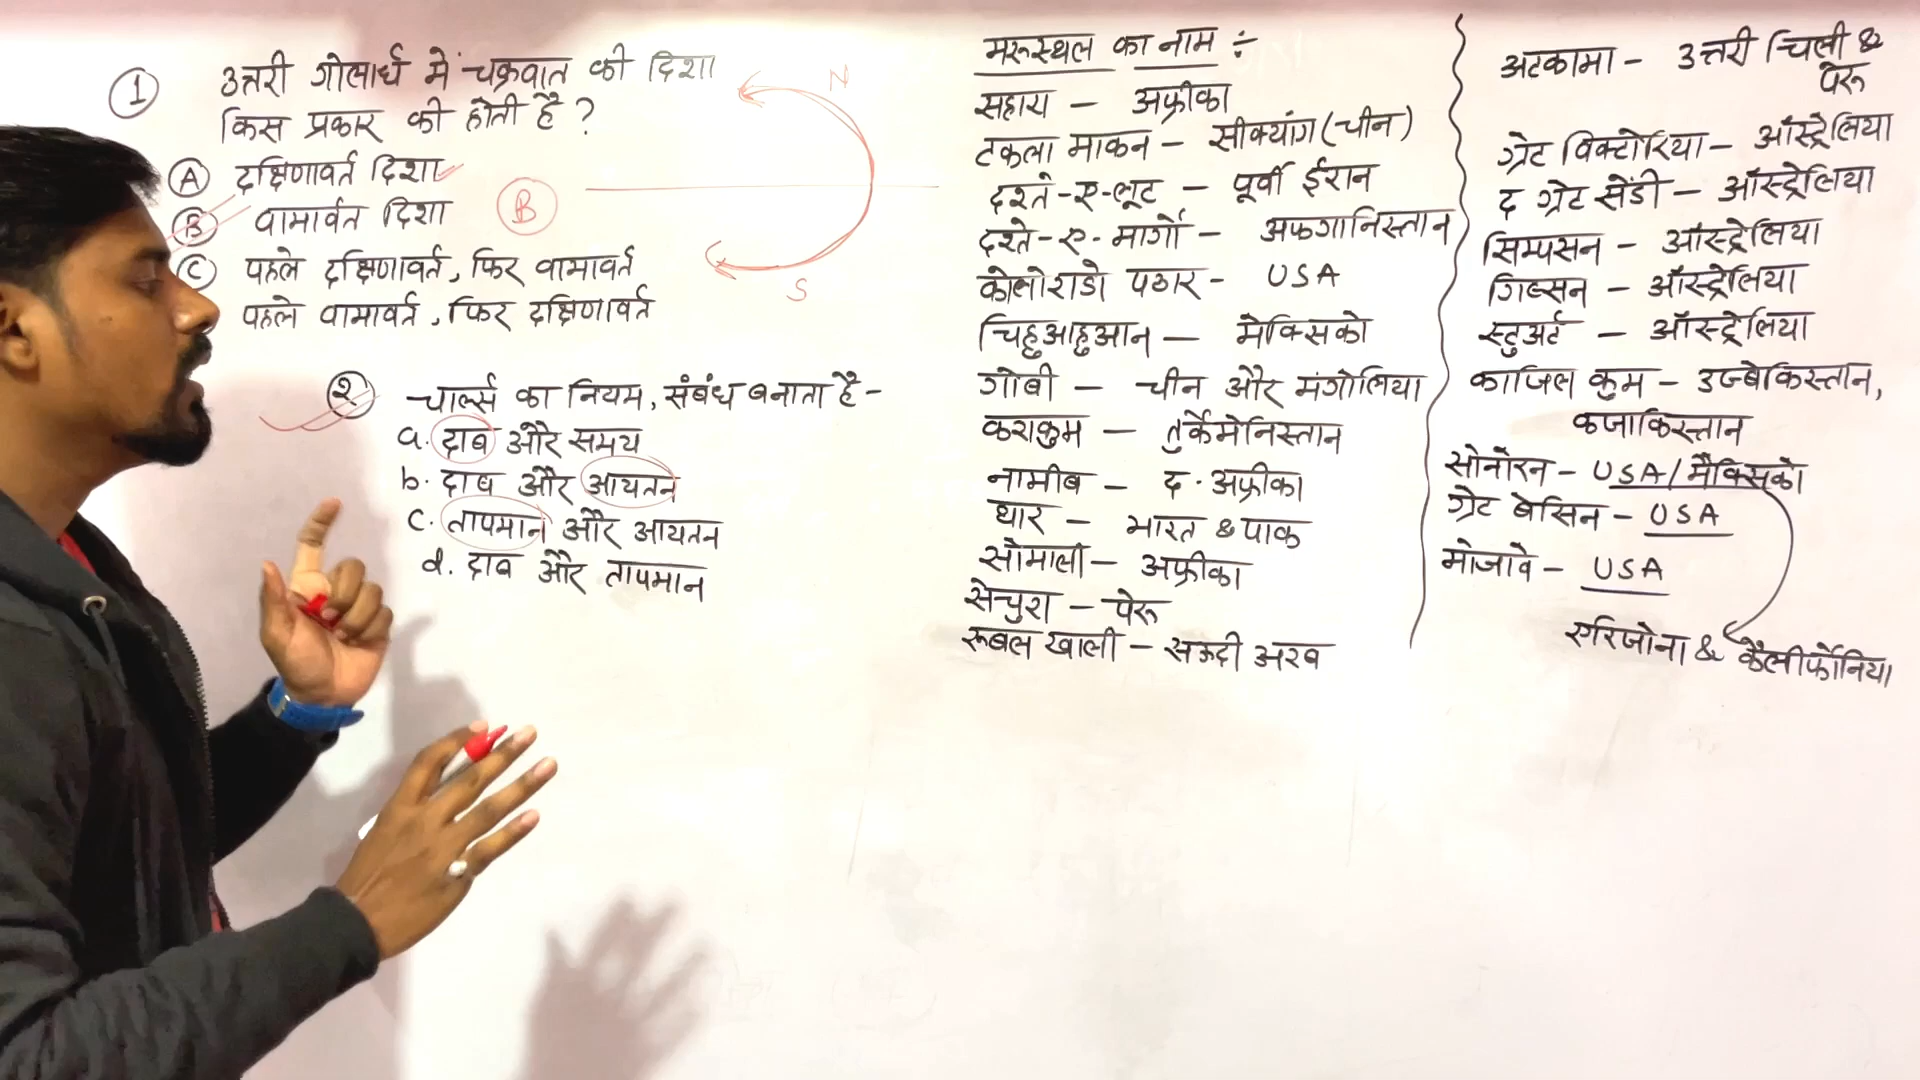 ① उत्तरी गोलार्ध में चक्रवात की दिशा
किस प्रकार की होती है ?
Ⓐ दक्षिणावर्त दिशा
Ⓑ वामार्वत दिशा
Ⓒ पहले दक्षिणावर्त, फिर वामावर्त
पहले वामावर्त, फिर दक्षिणावर्त
B
N
S
② चार्ल्स का नियम, संबंध बनाता है -
a. दाब और समय
b. दाब और आयतन
c. तापमान और आयतन
d. दाब और तापमान
मरूस्थल का नाम ÷
सहारा - अफ्रीका
टकला माकन - सीक्यांग (चीन)
दश्ते-ए-लूट - पूर्वी ईरान
दश्ते-ए-मार्गो - अफगानिस्तान
कोलोराडो पठार - USA
चिहुआहुआन - मेक्सिको
गोबी - चीन और मंगोलिया
कराकुम - तुर्कमेनिस्तान
नामीब - द. अफ्रीका
थार - भारत & पाक
सोमाली - अफ्रीका
सेचुरा - पेरू
रूबल खाली - सऊदी अरब
अटकामा - उत्तरी चिली &
पेरू
ग्रेट विक्टोरिया - ऑस्ट्रेलिया
द ग्रेट सेंडी - ऑस्ट्रेलिया
सिम्पसन - ऑस्ट्रेलिया
गिब्सन - ऑस्ट्रेलिया
स्टुअर्ट - ऑस्ट्रेलिया
काजिल कुम - उज्बेकिस्तान,
कजाकिस्तान
सोनोरन - USA/मैक्सिको
ग्रेट बेसिन - USA
मोजावे - USA
एरिजोना & कैलीर्फोनिया